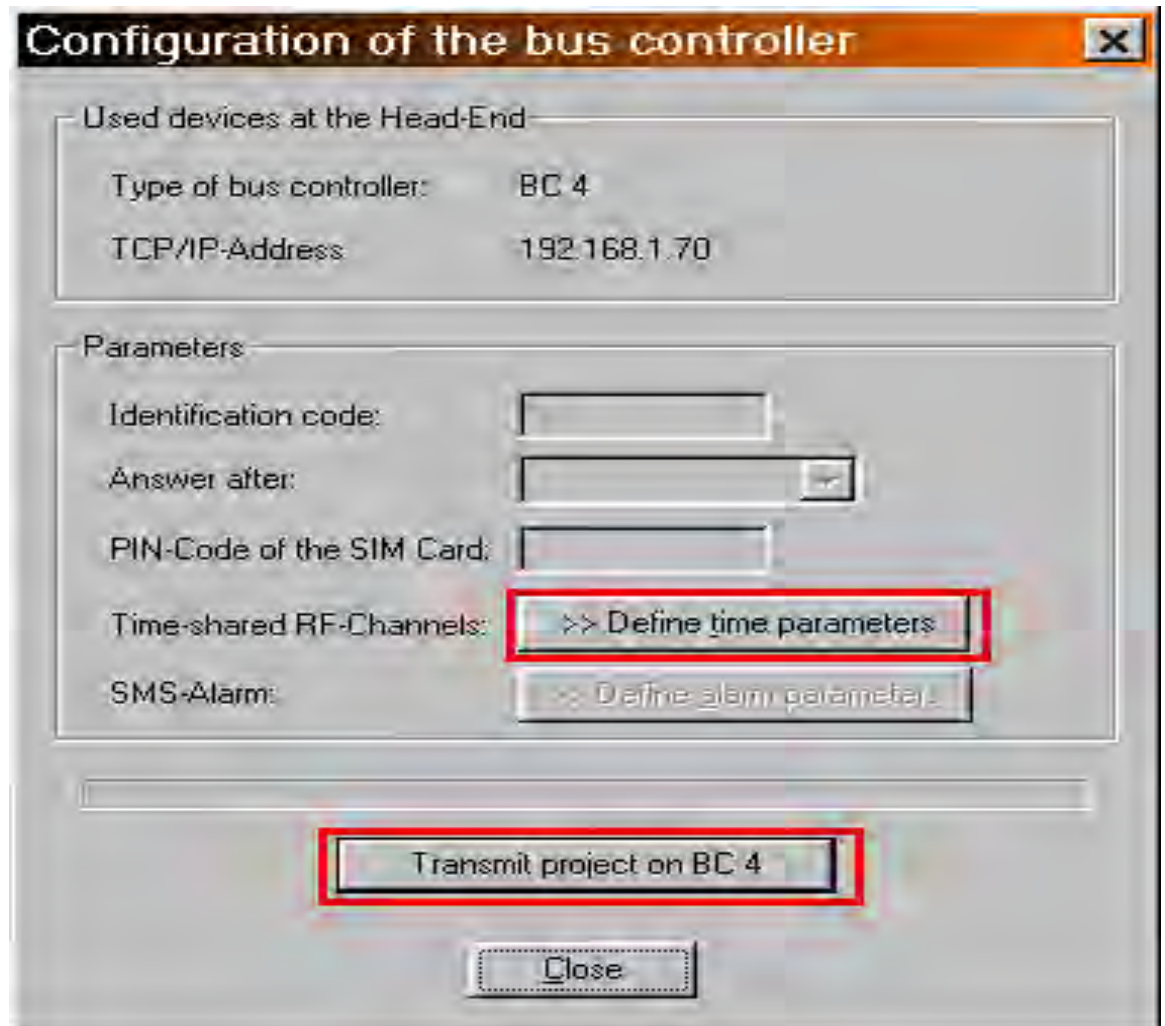 Configuration of the bus controller
Used devices at the Head-End
Type of bus controller: BC 4
TCP/IP-Address 192.168.1.70
Parameters
Identification code:
Answer after:
PIN-Code of the SIM Card:
Time-shared RF-Channels: >> Define time parameters
SMS-Alarm: >> Define alarm parameter.
Transmit project on BC 4
Close